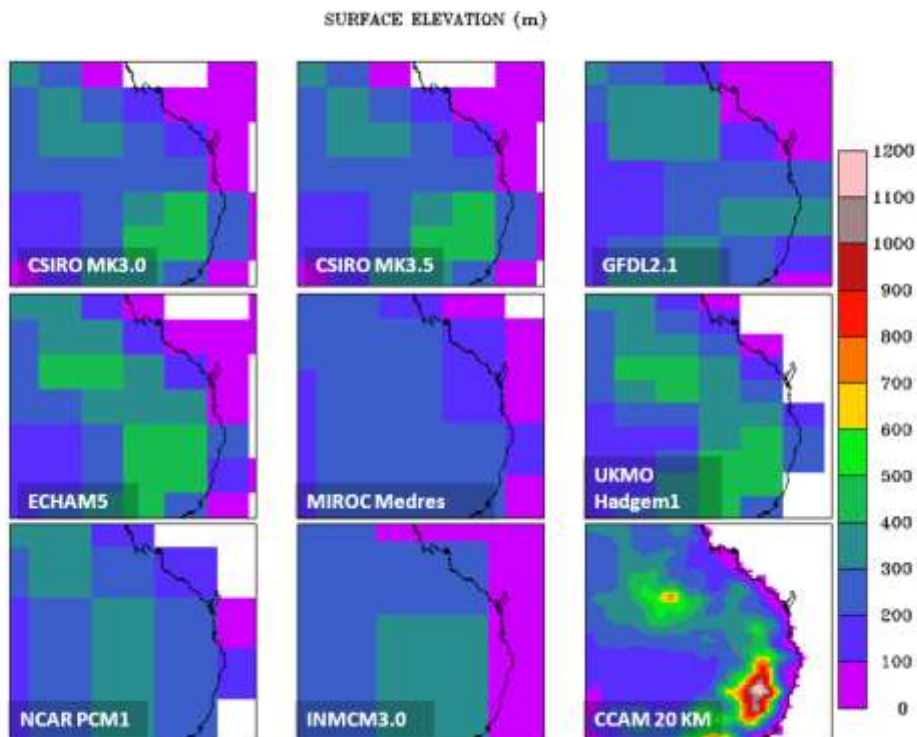 SURFACE ELEVATION (m)
CSIRO MK3.0
CSIRO MK3.5
GFDL2.1
ECHAM5
MIROC Medres
UKMO
Hadgem1
NCAR PCM1
INMCM3.0
CCAM 20 KM
1200
1100
1000
900
800
700
600
500
400
300
200
100
0